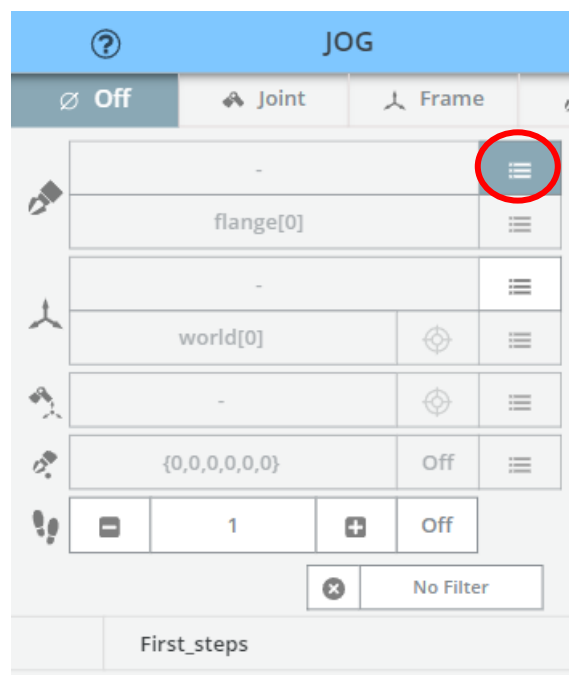 ? JOG
Off Joint Frame
-
flange[0]
-
world[0]
-
{0,0,0,0,0,0} Off
1 Off
No Filter
First_steps